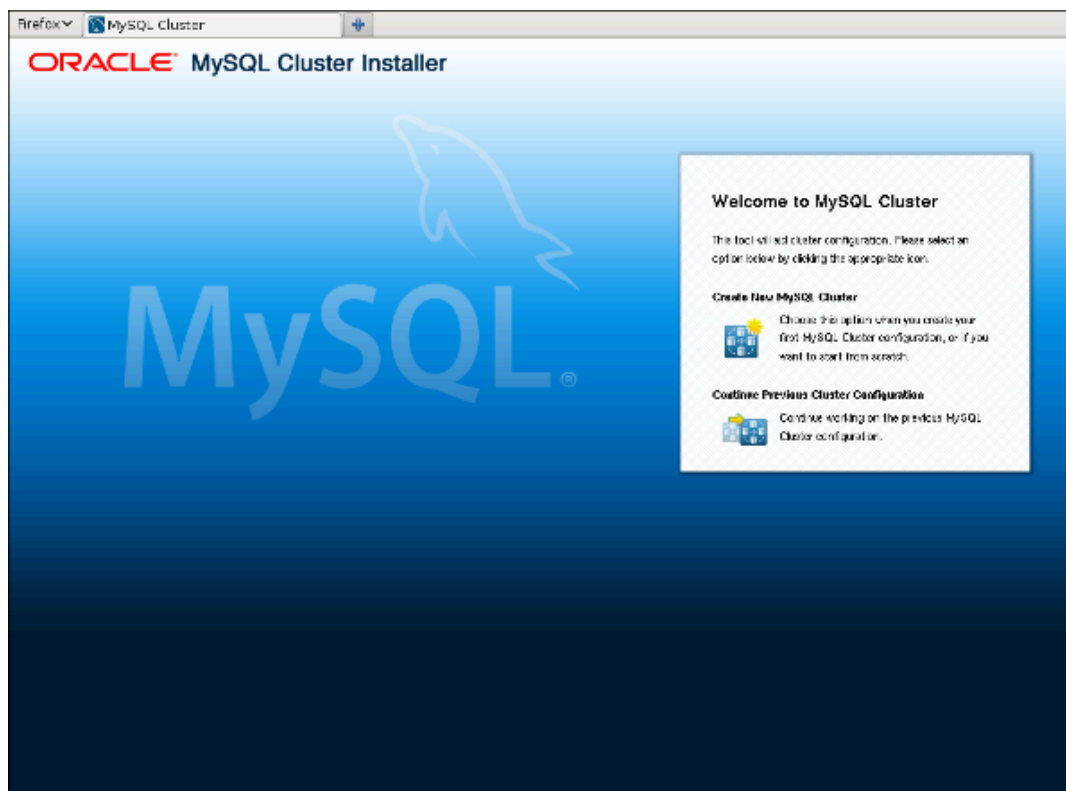 Firefox
MySQL Cluster
ORACLE® MySQL Cluster Installer
MySQL®
Welcome to MySQL Cluster
This tool will aid cluster configuration. Please select an
option below by clicking the appropriate icon.
Create New MySQL Cluster
Choose this option when you create your
first MySQL Cluster configuration, or if you
want to start from scratch.
Continue Previous Cluster Configuration
Continue working on the previous MySQL
Cluster configuration.